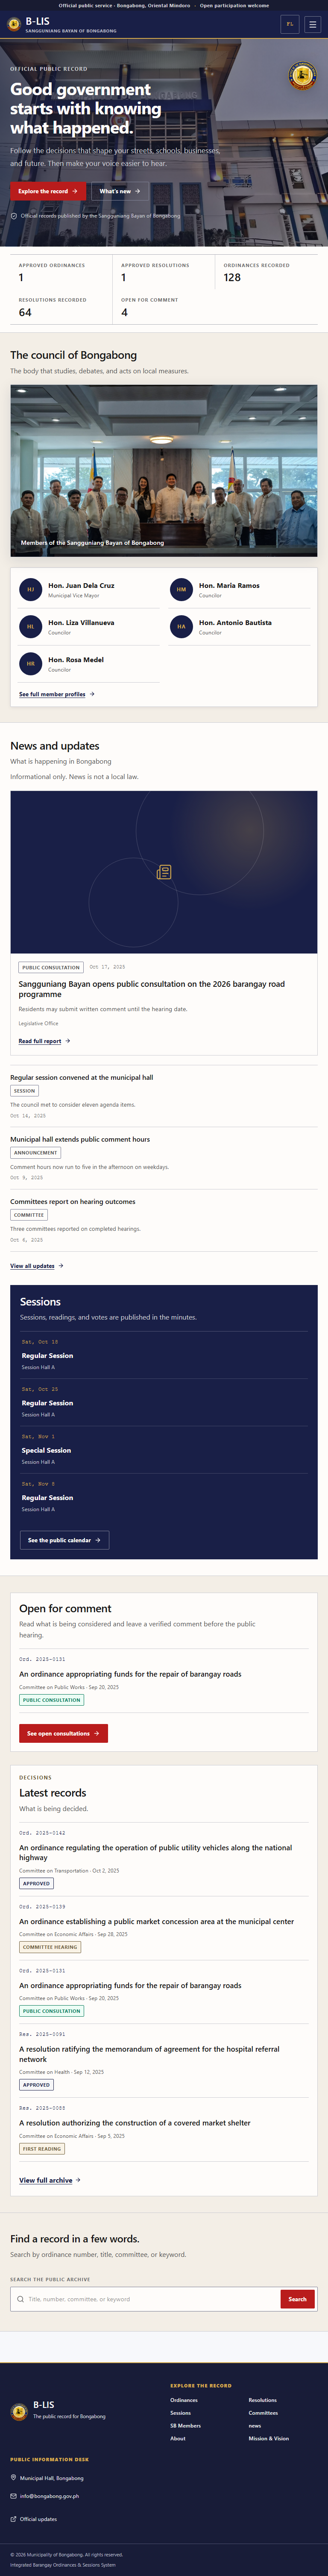 Official public service · Bongabong, Oriental Mindoro · Open participation welcome
B-LIS
SANGGUNIANG BAYAN OF BONGABONG
FL
OFFICIAL PUBLIC RECORD
Good government
starts with knowing
what happened.
Follow the decisions that shape your streets, schools, businesses,
and future. Then make your voice easier to hear.
Explore the record →
What's new →
Official records published by the Sangguniang Bayan of Bongabong
APPROVED ORDINANCES
1
APPROVED RESOLUTIONS
1
ORDINANCES RECORDED
128
RESOLUTIONS RECORDED
64
OPEN FOR COMMENT
4
The council of Bongabong
The body that studies, debates, and acts on local measures.
Members of the Sangguniang Bayan of Bongabong
HJ
Hon. Juan Dela Cruz
Municipal Vice Mayor
HM
Hon. Maria Ramos
Councilor
HL
Hon. Liza Villanueva
Councilor
HA
Hon. Antonio Bautista
Councilor
HR
Hon. Rosa Medel
Councilor
See full member profiles →
News and updates
What is happening in Bongabong
Informational only. News is not a local law.
PUBLIC CONSULTATION
Oct 17, 2025
Sangguniang Bayan opens public consultation on the 2026 barangay road
programme
Residents may submit written comment until the hearing date.
Legislative Office
Read full report →
Regular session convened at the municipal hall
SESSION
The council met to consider eleven agenda items.
Oct 14, 2025
Municipal hall extends public comment hours
ANNOUNCEMENT
Comment hours now run to five in the afternoon on weekdays.
Oct 9, 2025
Committees report on hearing outcomes
COMMITTEE
Three committees reported on completed hearings.
Oct 6, 2025
View all updates →
Sessions
Sessions, readings, and votes are published in the minutes.
Sat, Oct 18
Regular Session
Session Hall A
Sat, Oct 25
Regular Session
Session Hall A
Sat, Nov 1
Special Session
Session Hall A
Sat, Nov 8
Regular Session
Session Hall A
See the public calendar →
Open for comment
Read what is being considered and leave a verified comment before the public
hearing.
Ord. 2025-0131
An ordinance appropriating funds for the repair of barangay roads
Committee on Public Works · Sep 20, 2025
PUBLIC CONSULTATION
See open consultations →
DECISIONS
Latest records
What is being decided.
Ord. 2025-0142
An ordinance regulating the operation of public utility vehicles along the national
highway
Committee on Transportation · Oct 2, 2025
APPROVED
Ord. 2025-0139
An ordinance establishing a public market concession area at the municipal center
Committee on Economic Affairs · Sep 28, 2025
COMMITTEE HEARING
Ord. 2025-0131
An ordinance appropriating funds for the repair of barangay roads
Committee on Public Works · Sep 20, 2025
PUBLIC CONSULTATION
Res. 2025-0091
A resolution ratifying the memorandum of agreement for the hospital referral
network
Committee on Health · Sep 12, 2025
APPROVED
Res. 2025-0095
A resolution authorizing the construction of a covered market shelter
Committee on Economic Affairs · Sep 5, 2025
FIRST READING
View full archive →
Find a record in a few words.
Search by ordinance number, title, committee, or keyword.
SEARCH THE PUBLIC ARCHIVE
Title, number, committee, or keyword
Search
B-LIS
The public record for Bongabong
EXPLORE THE RECORD
Ordinances
Resolutions
Sessions
Committees
SB Members
news
About
Mission & Vision
PUBLIC INFORMATION DESK
Municipal Hall, Bongabong
info@bongabong.gov.ph
Official updates
© 2026 Municipality of Bongabong. All rights reserved.
Integrated Barangay Ordinances & Sessions System